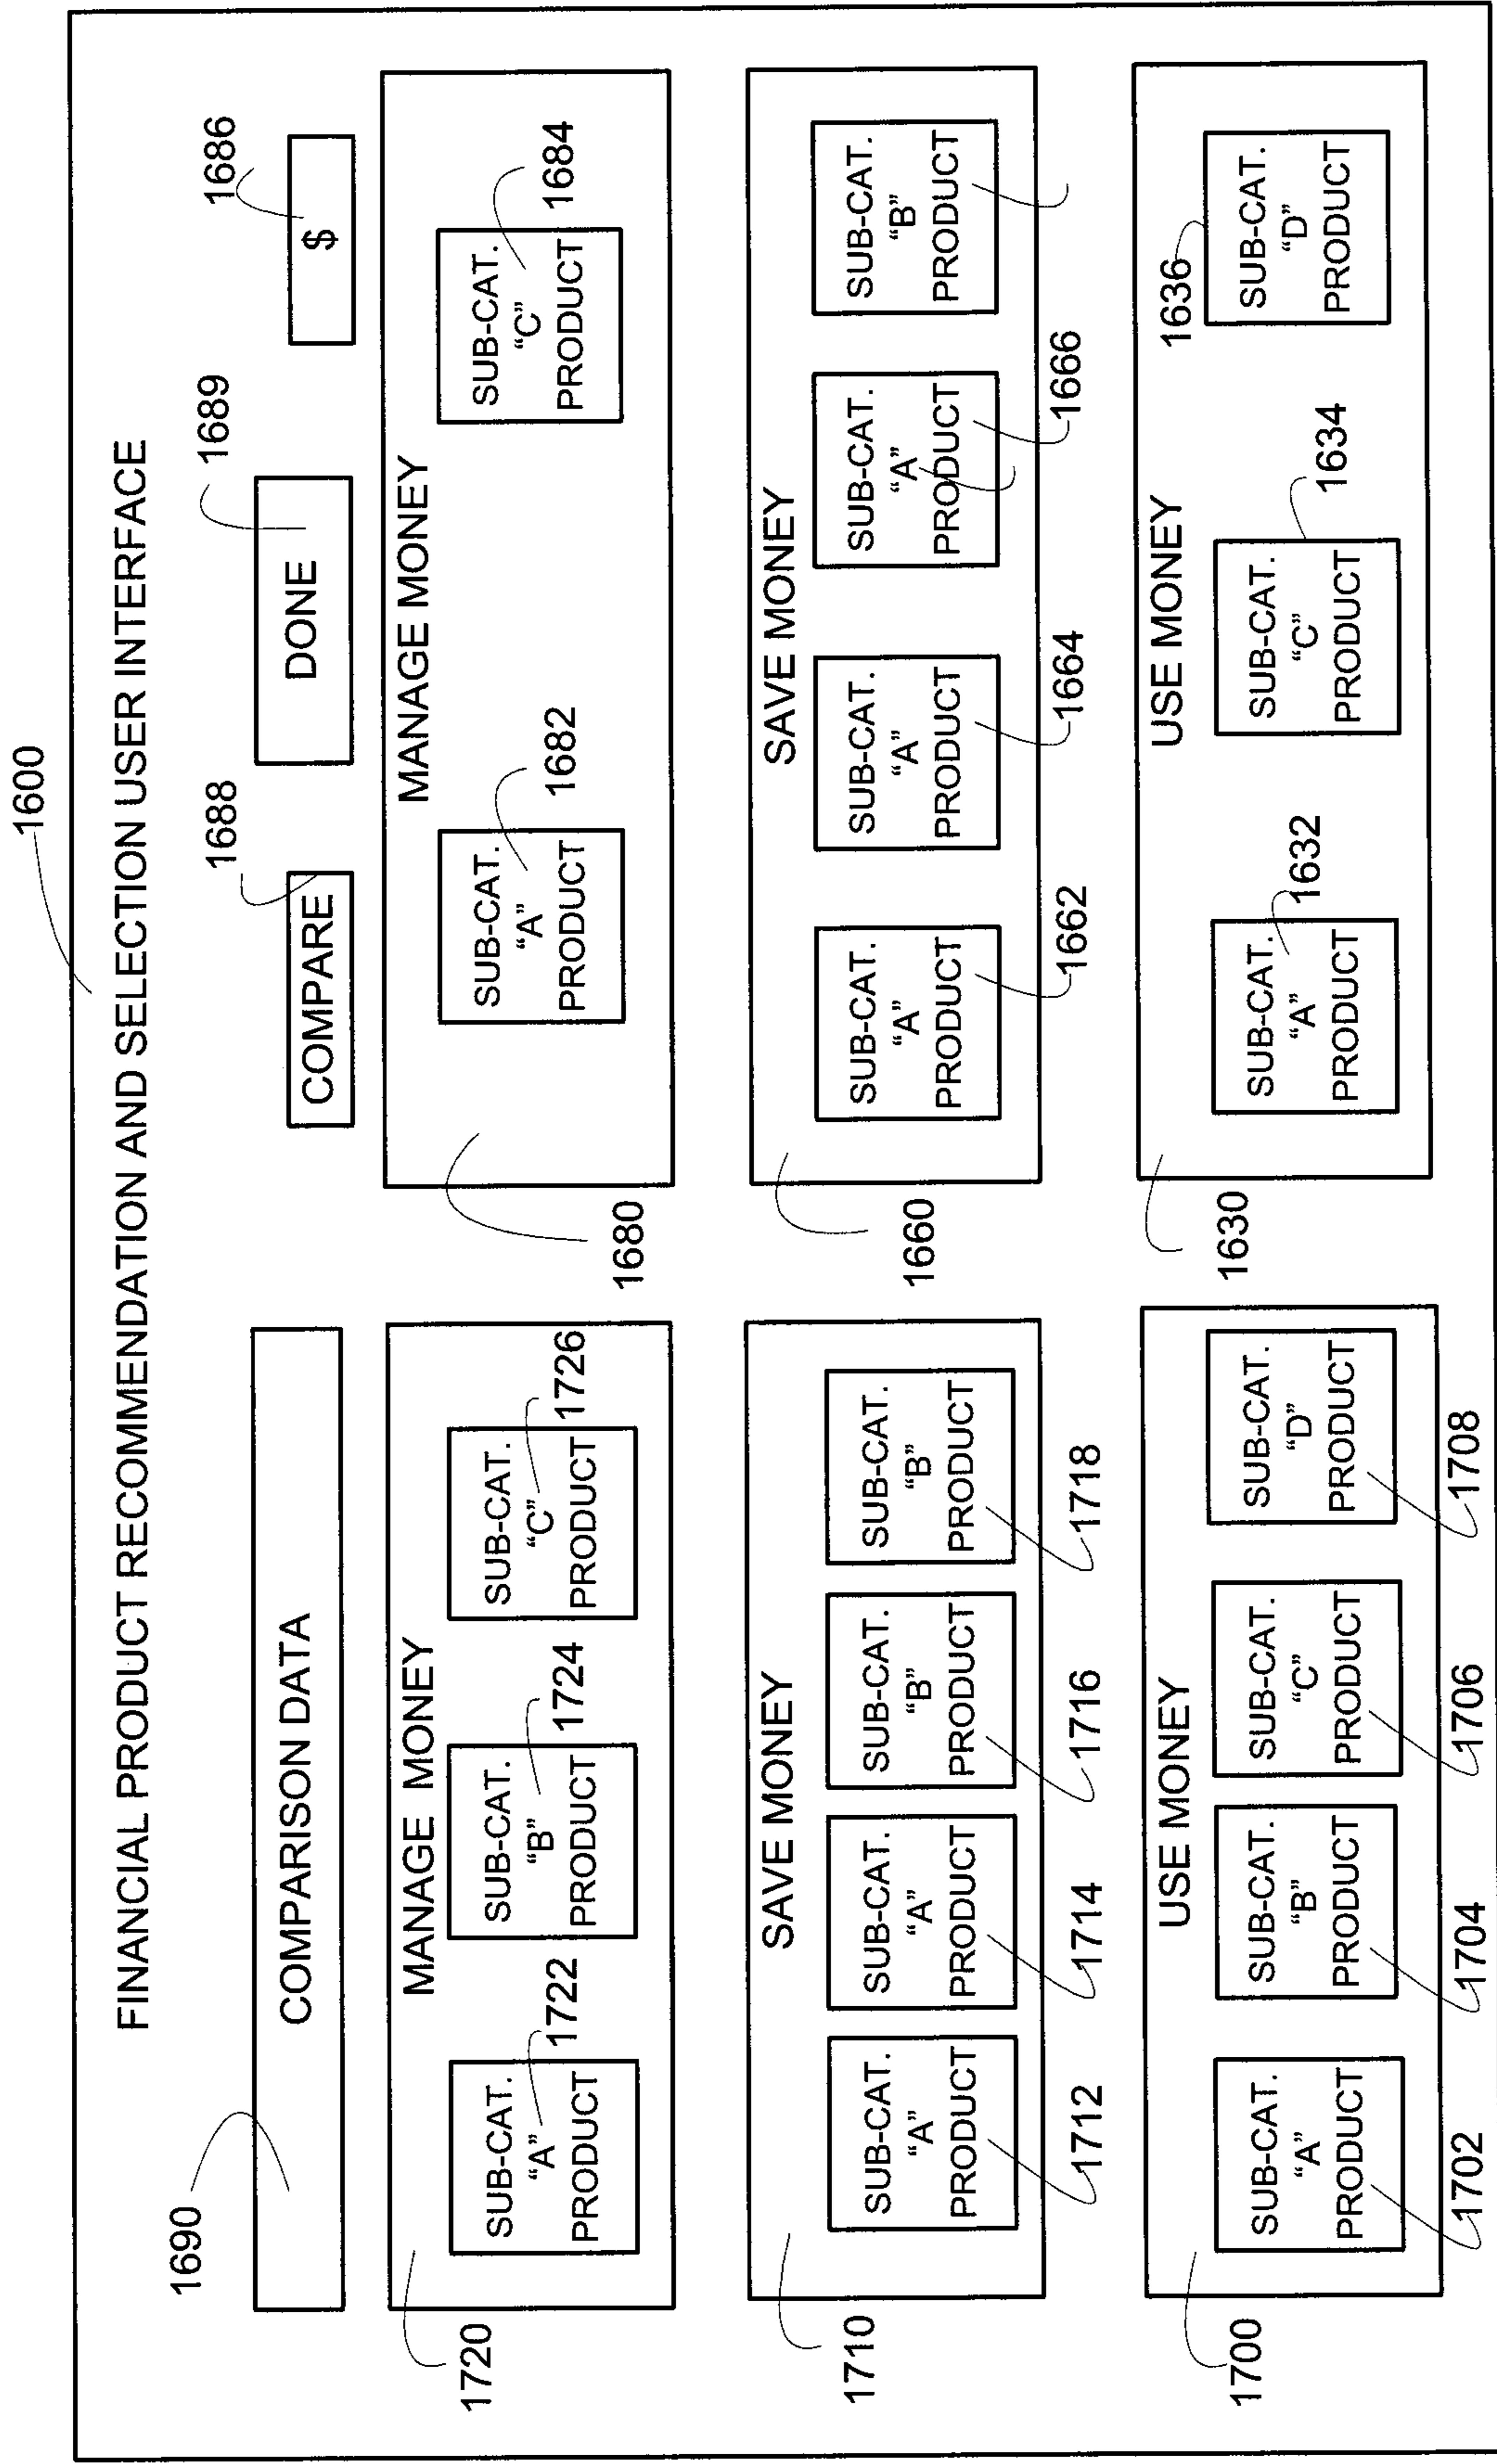 1600
FINANCIAL PRODUCT RECOMMENDATION AND SELECTION USER INTERFACE
1690
COMPARISON DATA
1688
COMPARE
1689
DONE
1686
$
1720
MANAGE MONEY
SUB-CAT.
“A”
PRODUCT
1722
SUB-CAT.
“B”
PRODUCT
1724
SUB-CAT.
“C”
PRODUCT
1726
1680
MANAGE MONEY
SUB-CAT.
“A”
PRODUCT
1682
SUB-CAT.
“C”
PRODUCT
1684
1710
SAVE MONEY
SUB-CAT.
“A”
PRODUCT
1712
SUB-CAT.
“A”
PRODUCT
1714
SUB-CAT.
“B”
PRODUCT
1716
SUB-CAT.
“B”
PRODUCT
1718
1660
SAVE MONEY
SUB-CAT.
“A”
PRODUCT
1662
SUB-CAT.
“A”
PRODUCT
1664
SUB-CAT.
“A”
PRODUCT
1666
SUB-CAT.
“B”
PRODUCT
1700
USE MONEY
SUB-CAT.
“A”
PRODUCT
1702
SUB-CAT.
“B”
PRODUCT
1704
SUB-CAT.
“C”
PRODUCT
1706
SUB-CAT.
“D”
PRODUCT
1708
1630
USE MONEY
SUB-CAT.
“A”
PRODUCT
1632
SUB-CAT.
“C”
PRODUCT
1634
SUB-CAT.
“D”
PRODUCT
1636